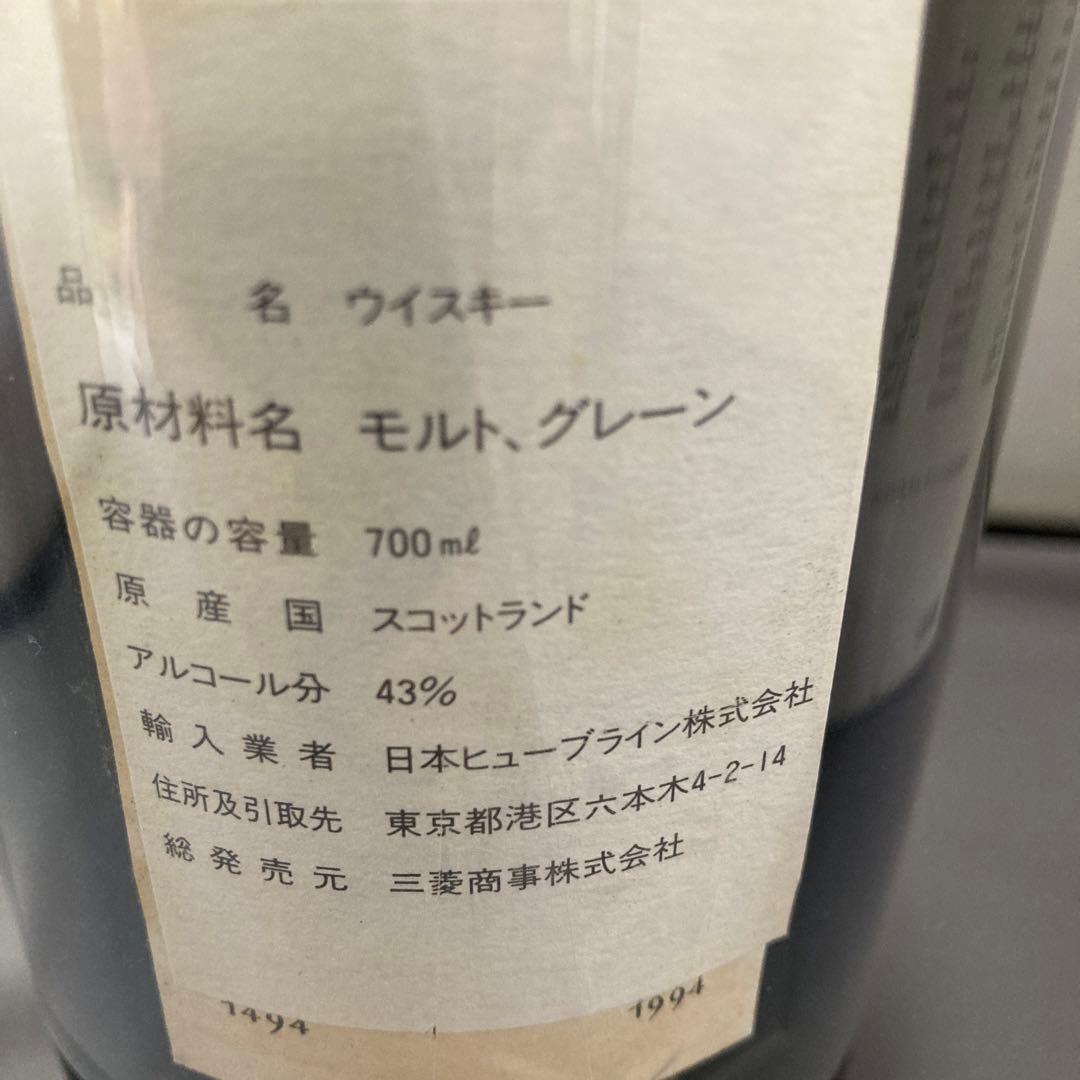 品名 ウイスキー
原材料名 モルト、グレーン
容器の容量 700mℓ
原産国 スコットランド
アルコール分 43%
輸入業者 日本ヒューブライン株式会社
住所及引取先 東京都港区六本木4-2-14
総発売元 三菱商事株式会社
1494 1994